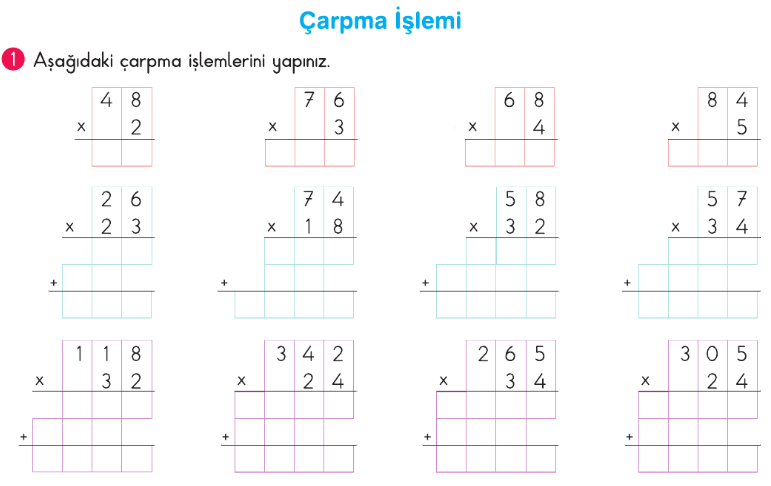 Çarpma İşlemi
1 Aşağıdaki çarpma işlemlerini yapınız.
4 8 7 6 6 8 8 4
x 2 x 3 x 4 x 5
2 6 7 4 5 8 5 7
x 2 3 x 1 8 x 3 2 x 3 4
+ + + +
1 1 8 3 4 2 2 6 5 3 0 5
x 3 2 x 2 4 x 3 4 x 2 4
+ + + +